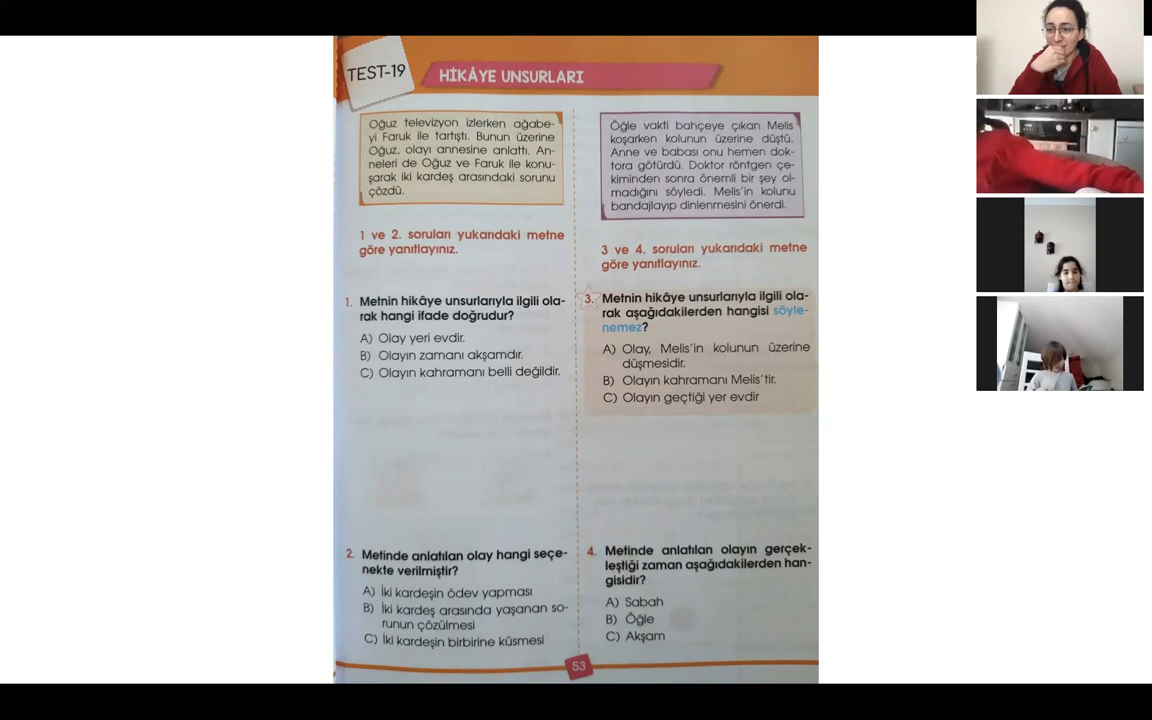 TEST-19
HİKÂYE UNSURLARI
Oğuz televizyon izlerken ağabe-
yi Faruk ile tartıştı. Bunun üzerine
Oğuz, olayı annesine anlattı. An-
neleri de Oğuz ve Faruk ile konu-
şarak iki kardeş arasındaki sorunu
çözdü.
1 ve 2. soruları yukarıdaki metne
göre yanıtlayınız.
1. Metnin hikâye unsurlarıyla ilgili ola-
rak hangi ifade doğrudur?
A) Olay yeri evdir.
B) Olayın zamanı akşamdır.
C) Olayın kahramanı belli değildir.
2. Metinde anlatılan olay hangi seçe-
nekte verilmiştir?
A) İki kardeşin ödev yapması
B) İki kardeş arasında yaşanan so-
runun çözülmesi
C) İki kardeşin birbirine küsmesi
Öğle vakti bahçeye çıkan Melis
koşarken kolunun üzerine düştü.
Anne ve babası onu hemen dok-
tora götürdü. Doktor röntgen çe-
kiminden sonra önemli bir şey ol-
madığını söyledi. Melis'in kolunu
bandajlayıp dinlenmesini önerdi.
3 ve 4. soruları yukarıdaki metne
göre yanıtlayınız.
3. Metnin hikâye unsurlarıyla ilgili ola-
rak aşağıdakilerden hangisi söyle-
nemez?
A) Olay, Melis'in kolunun üzerine
düşmesidir.
B) Olayın kahramanı Melis'tir.
C) Olayın geçtiği yer evdir
4. Metinde anlatılan olayın gerçek-
leştiği zaman aşağıdakilerden han-
gisidir?
A) Sabah
B) Öğle
C) Akşam
53